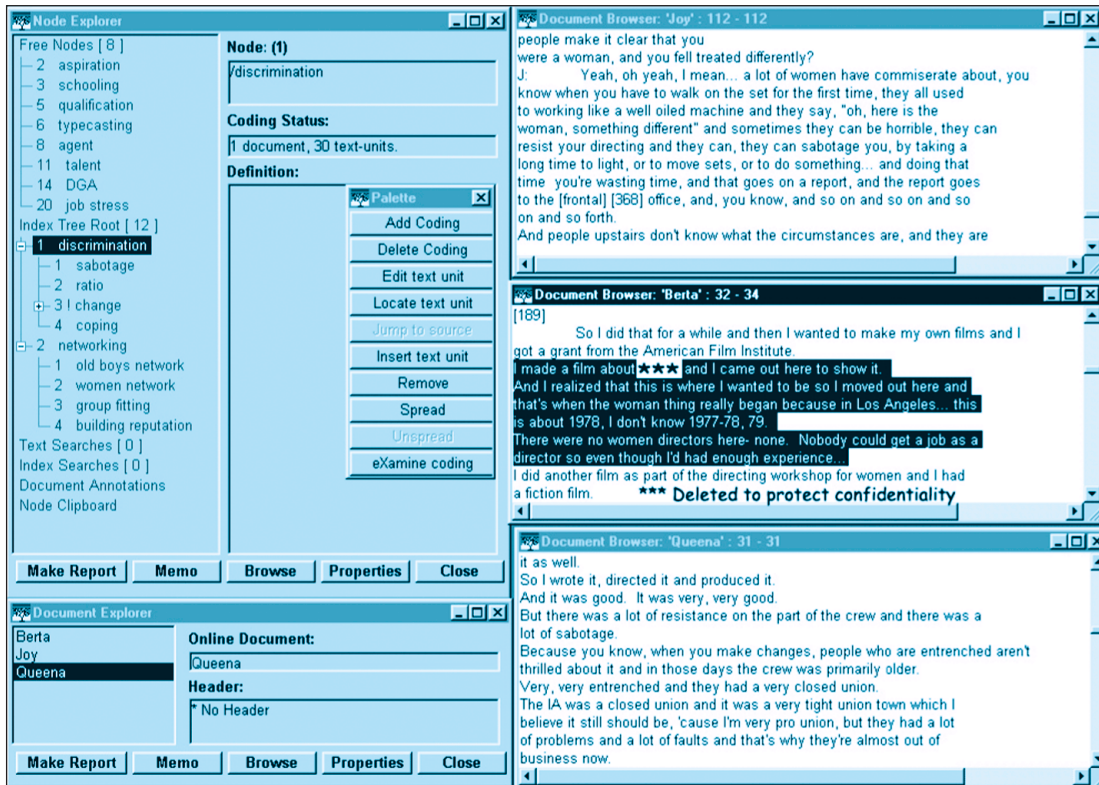 Node Explorer
Free Nodes [ 8 ]
2 aspiration
3 schooling
5 qualification
6 typecasting
8 agent
11 talent
14 DGA
20 job stress
Index Tree Root [ 12 ]
1 discrimination
1 sabotage
2 ratio
3 ! change
4 coping
2 networking
1 old boys network
2 women network
3 group fitting
4 building reputation
Text Searches [ 0 ]
Index Searches [ 0 ]
Document Annotations
Node Clipboard
Node: (1)
/discrimination
Coding Status:
1 document, 30 text-units.
Definition:
Palette
Add Coding
Delete Coding
Edit text unit
Locate text unit
Jump to source
Insert text unit
Remove
Spread
Unspread
eXamine coding
Make Report Memo Browse Properties Close
Document Explorer
Berta
Joy
Queena
Online Document:
Queena
Header:
* No Header
Make Report Memo Browse Properties Close
Document Browser: 'Joy' : 112 - 112
people make it clear that you
were a woman, and you fell treated differently?
J: Yeah, oh yeah, I mean... a lot of women have commiserate about, you
know when you have to walk on the set for the first time, they all used
to working like a well oiled machine and they say, "oh, here is the
woman, something different" and sometimes they can be horrible, they can
resist your directing and they can, they can sabotage you, by taking a
long time to light, or to move sets, or to do something... and doing that
time you're wasting time, and that goes on a report, and the report goes
to the [frontal] [368] office, and, you know, and so on and so on and so
on and so forth.
And people upstairs don't know what the circumstances are, and they are
Document Browser: 'Berta' : 32 - 34
[189]
So I did that for a while and then I wanted to make my own films and I
got a grant from the American Film Institute.
I made a film about *** and I came out here to show it.
And I realized that this is where I wanted to be so I moved out here and
that's when the woman thing really began because in Los Angeles... this
is about 1978, I don't know 1977-78, 79.
There were no women directors here- none. Nobody could get a job as a
director so even though I'd had enough experience...
I did another film as part of the directing workshop for women and I had
a fiction film. *** Deleted to protect confidentiality
Document Browser: 'Queena' : 31 - 31
it as well.
So I wrote it, directed it and produced it.
And it was good. It was very, very good.
But there was a lot of resistance on the part of the crew and there was a
lot of sabotage.
Because you know, when you make changes, people who are entrenched aren't
thrilled about it and in those days the crew was primarily older.
Very, very entrenched and they had a very closed union.
The IA was a closed union and it was a very tight union town which I
believe it still should be, 'cause I'm very pro union, but they had a lot
of problems and a lot of faults and that's why they're almost out of
business now.